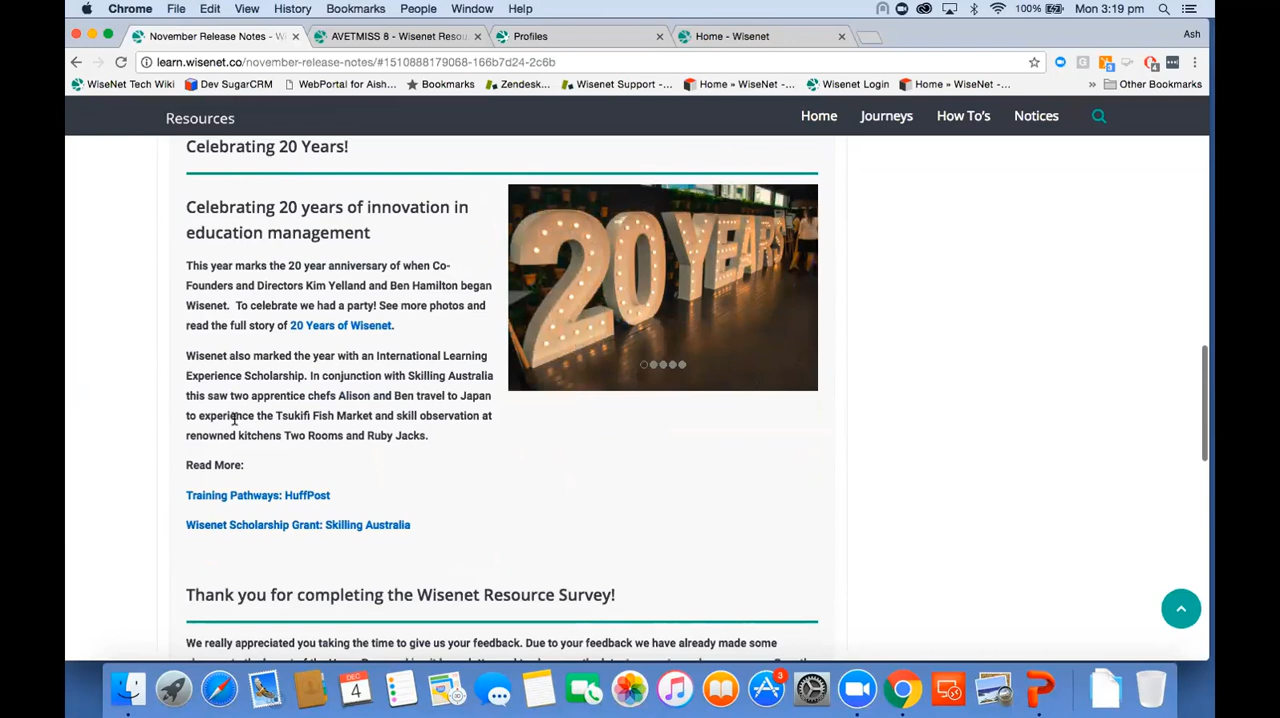 Chrome File Edit View History Bookmarks People Window Help 100% Mon 3:19 pm
November Release Notes - Wi AVETMISS 8 - Wisenet Resou Profiles Home - Wisenet Ash
learn.wisenet.co/november-release-notes/#1510888179068-166b7d24-2c6b
WiseNet Tech Wiki Dev SugarCRM WebPortal for Aish... Bookmarks Zendesk... Wisenet Support -... Home » WiseNet -... Wisenet Login Home » WiseNet -... » Other Bookmarks
Resources Home Journeys How To's Notices
Celebrating 20 Years!
Celebrating 20 years of innovation in
education management
This year marks the 20 year anniversary of when Co-
Founders and Directors Kim Yelland and Ben Hamilton began
Wisenet. To celebrate we had a party! See more photos and
read the full story of 20 Years of Wisenet.
Wisenet also marked the year with an International Learning
Experience Scholarship. In conjunction with Skilling Australia
this saw two apprentice chefs Alison and Ben travel to Japan
to experience the Tsukifi Fish Market and skill observation at
renowned kitchens Two Rooms and Ruby Jacks.
20 YEARS
Read More:
Training Pathways: HuffPost
Wisenet Scholarship Grant: Skilling Australia
Thank you for completing the Wisenet Resource Survey!
We really appreciated you taking the time to give us your feedback. Due to your feedback we have already made some
DEC
4
3